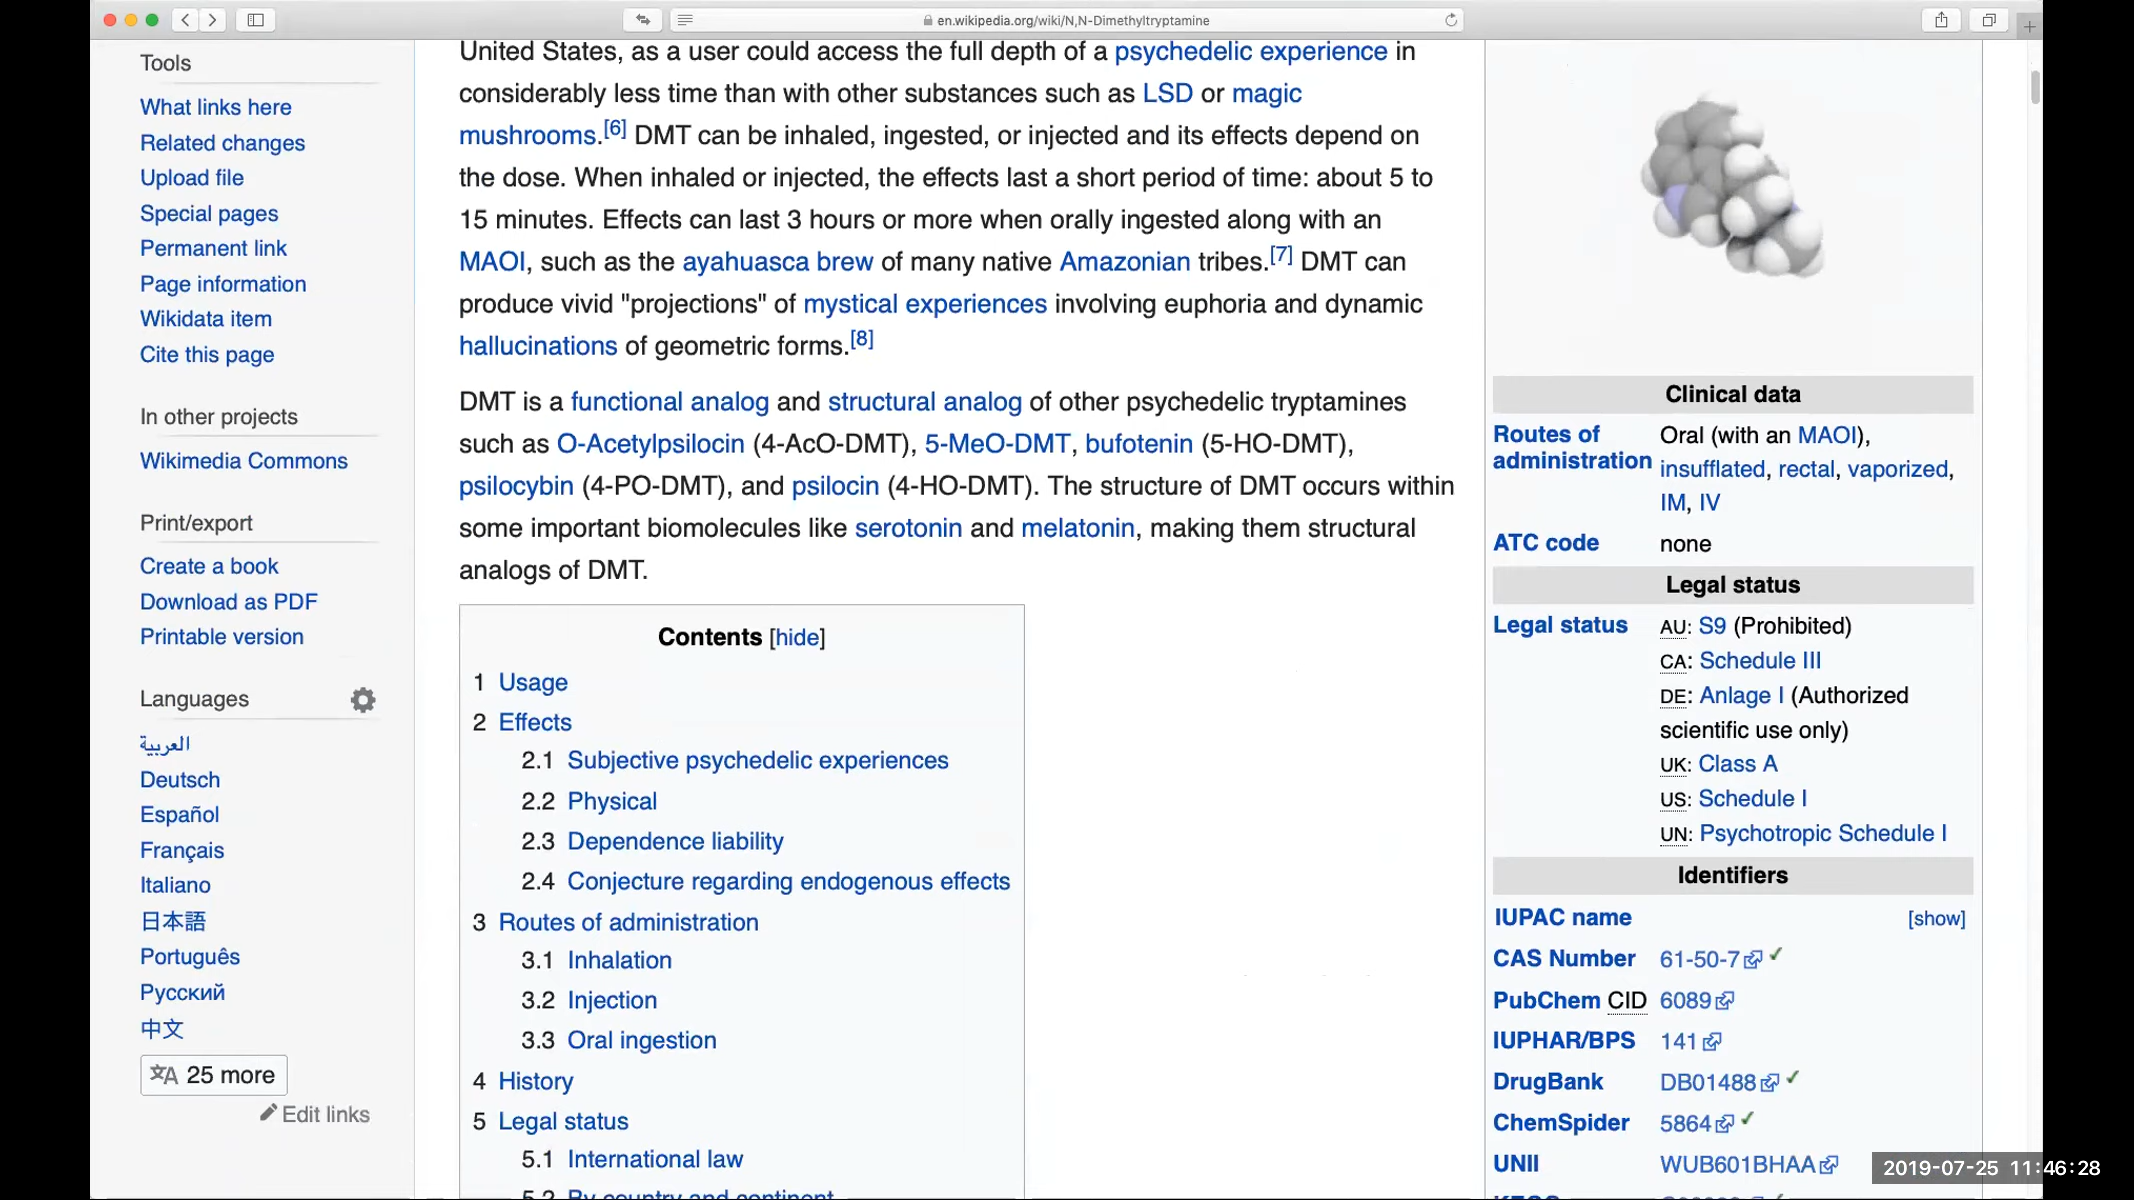 en.wikipedia.org/wiki/N,N-Dimethyltryptamine
Tools
What links here
Related changes
Upload file
Special pages
Permanent link
Page information
Wikidata item
Cite this page
In other projects
Wikimedia Commons
Print/export
Create a book
Download as PDF
Printable version
Languages
العربية
Deutsch
Español
Français
Italiano
日本語
Português
Русский
中文
25 more
Edit links
United States, as a user could access the full depth of a psychedelic experience in
considerably less time than with other substances such as LSD or magic
mushrooms.[6] DMT can be inhaled, ingested, or injected and its effects depend on
the dose. When inhaled or injected, the effects last a short period of time: about 5 to
15 minutes. Effects can last 3 hours or more when orally ingested along with an
MAOI, such as the ayahuasca brew of many native Amazonian tribes.[7] DMT can
produce vivid "projections" of mystical experiences involving euphoria and dynamic
hallucinations of geometric forms.[8]
DMT is a functional analog and structural analog of other psychedelic tryptamines
such as O-Acetylpsilocin (4-AcO-DMT), 5-MeO-DMT, bufotenin (5-HO-DMT),
psilocybin (4-PO-DMT), and psilocin (4-HO-DMT). The structure of DMT occurs within
some important biomolecules like serotonin and melatonin, making them structural
analogs of DMT.
Contents [hide]
1 Usage
2 Effects
2.1 Subjective psychedelic experiences
2.2 Physical
2.3 Dependence liability
2.4 Conjecture regarding endogenous effects
3 Routes of administration
3.1 Inhalation
3.2 Injection
3.3 Oral ingestion
4 History
5 Legal status
5.1 International law
5.2 By country and continent
Clinical data
Routes of administration Oral (with an MAOI),
insufflated, rectal, vaporized,
IM, IV
ATC code none
Legal status
Legal status AU: S9 (Prohibited)
CA: Schedule III
DE: Anlage I (Authorized
scientific use only)
UK: Class A
US: Schedule I
UN: Psychotropic Schedule I
Identifiers
IUPAC name [show]
CAS Number 61-50-7
PubChem CID 6089
IUPHAR/BPS 141
DrugBank DB01488
ChemSpider 5864
UNII WUB601BHAA
2019-07-25 11:46:28